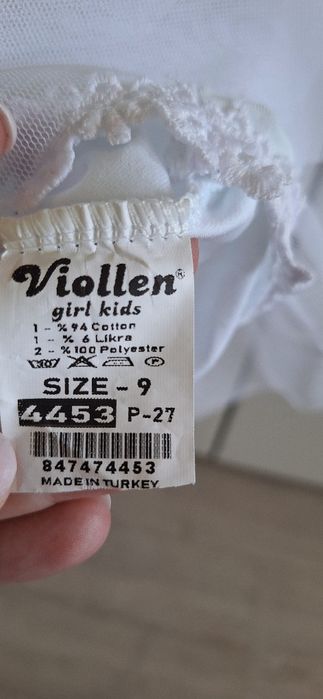 Viollen®
girl kids
1 - %94 Cotton
1 - % 6 Likra
2 - %100 Polyester
SIZE - 9
4453 P-27
847474453
MADE IN TURKEY